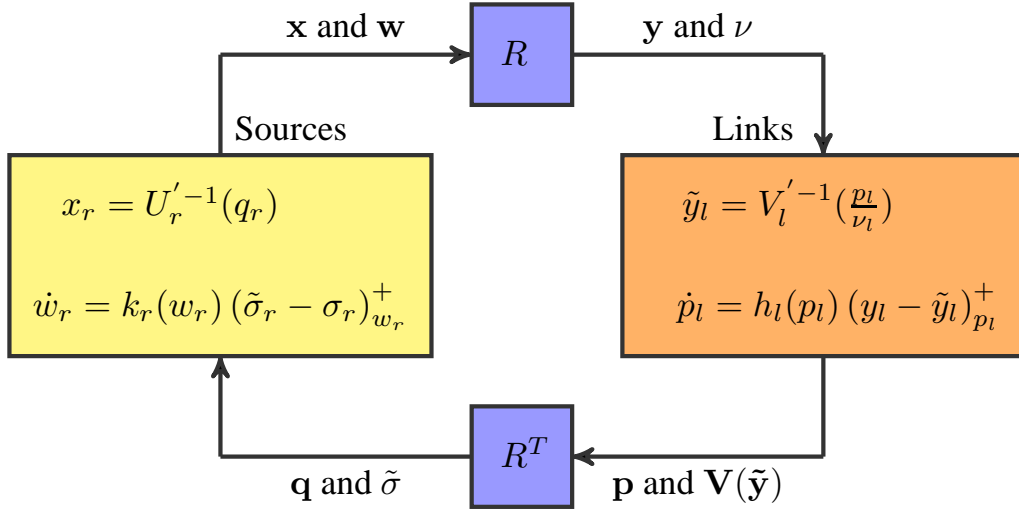 𝐱 and 𝐰
R
𝐲 and ν
Sources
Links
x_r = U_r^{'-1}(q_r)
ẇ_r = k_r(w_r) (σ̃_r − σ_r)^+_{w_r}
ỹ_l = V_l^{'-1}(\frac{p_l}{ν_l})
ṗ_l = h_l(p_l) (y_l − ỹ_l)^+_{p_l}
R^T
𝐪 and σ̃
𝐩 and 𝐕(𝐲̃)